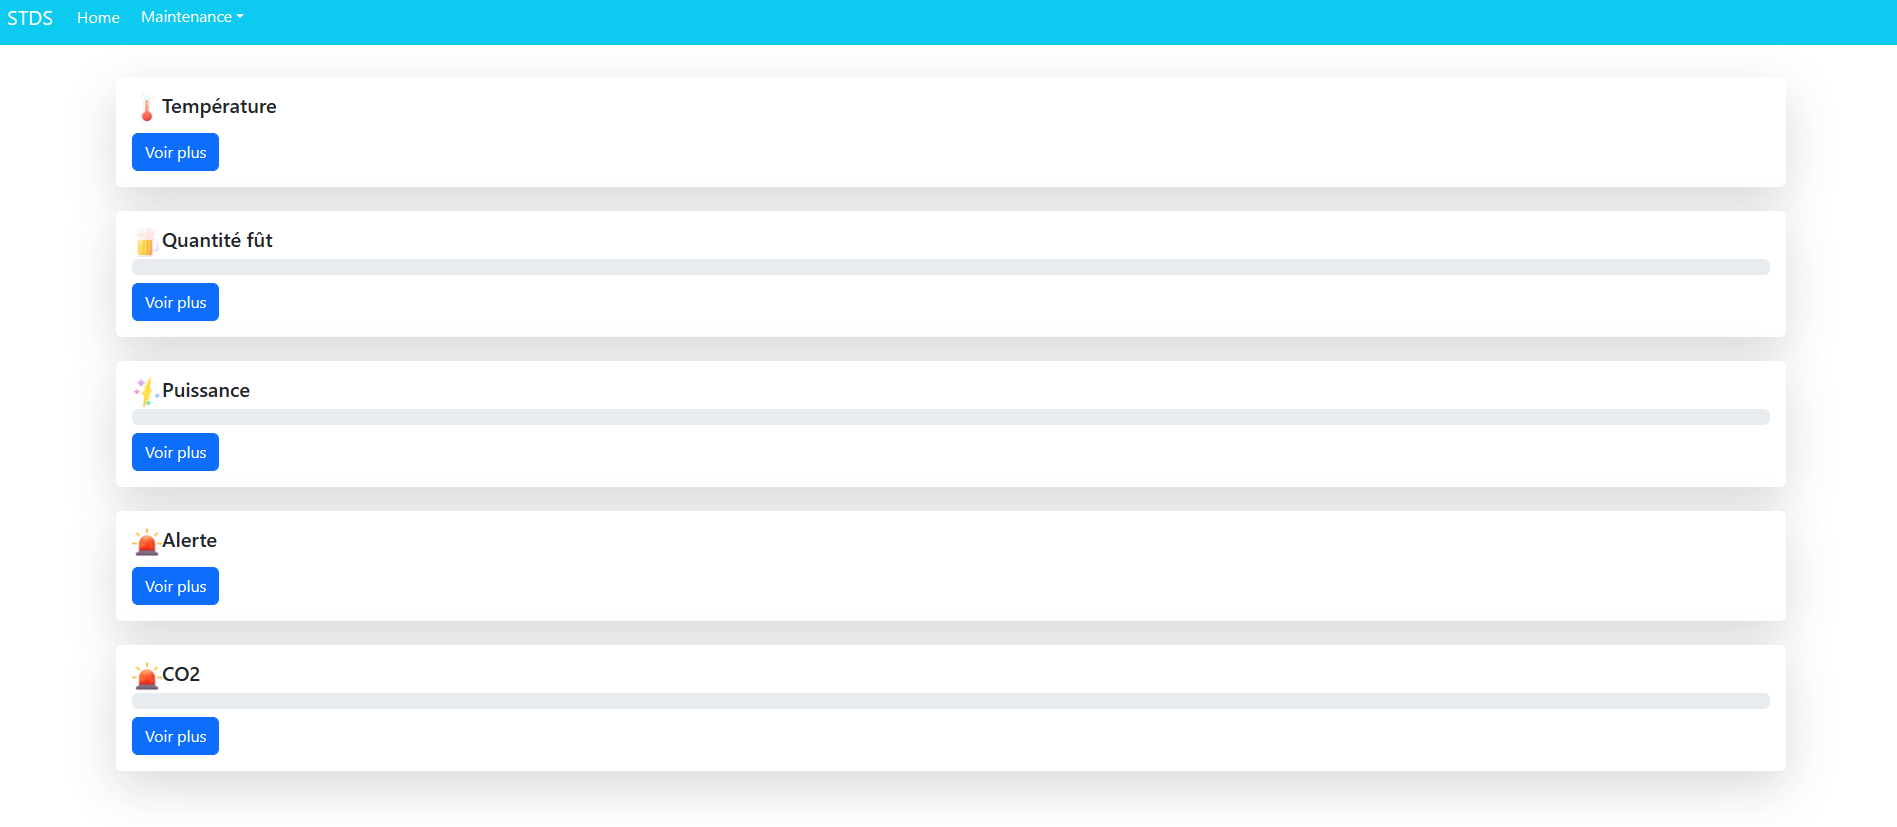 STDS Home Maintenance
Température
Voir plus
Quantité fût
Voir plus
Puissance
Voir plus
Alerte
Voir plus
CO2
Voir plus